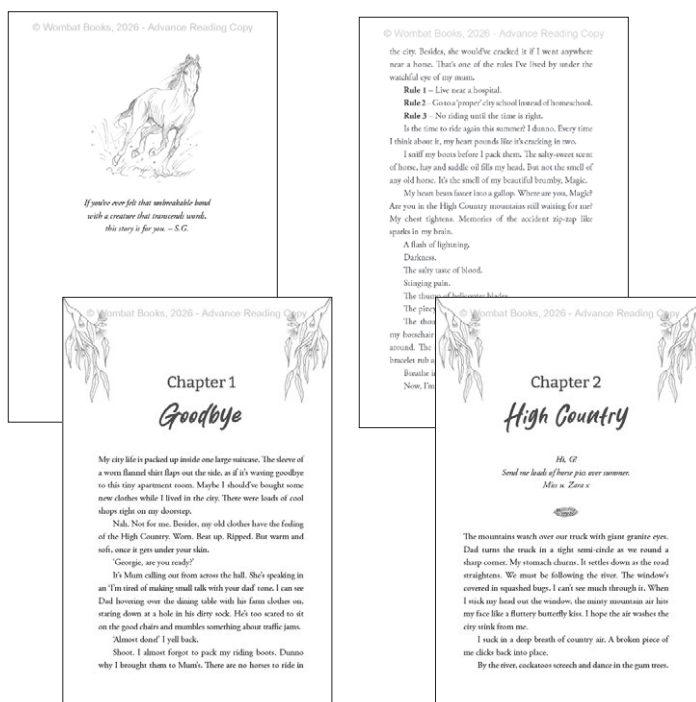 © Wombat Books, 2026 - Advance Reading Copy
If you've ever felt that unbreakable bond
with a creature that transcends words,
this story is for you. – S.G.
© Wombat Books, 2026 - Advance Reading Copy
the city. Besides, she would've cracked it if I went anywhere
near a horse. That's one of the rules I've lived by under the
watchful eye of my mum.
Rule 1 – Live near a hospital.
Rule 2 – Go to a 'proper' city school instead of homeschool.
Rule 3 – No riding until the time is right.
Is the time to ride again this summer? I dunno. Every time
I think about it, my heart pounds like it's cracking in two.
I sniff my boots before I pack them. The salty-sweet scent
of horse, hay and saddle oil fills my head. But not the smell of
any old horse. It's the smell of my beautiful brumby, Magic.
My heart beats faster into a gallop. Where are you, Magic?
Are you in the High Country mountains still waiting for me?
My chest tightens. Memories of the accident zip-zap like
sparks in my brain.
A flash of lightning.
Darkness.
The salty taste of blood.
Stinging pain.
The thump of helicopter blades
The piney
The
my horsehair
around. The
bracelet rub a
Breathe
Now, I'm
© Wombat Books, 2026 - Advance Reading Copy
Chapter 1
Goodbye
My city life is packed up inside one large suitcase. The sleeve of
a worn flannel shirt flaps out the side, as if it's waving goodbye
to this tiny apartment room. Maybe I should've bought some
new clothes while I lived in the city. There were loads of cool
shops right on my doorstep.
Nah. Not for me. Besides, my old clothes have the feeling
of the High Country. Worn. Beat up. Ripped. But warm and
soft, once it gets under your skin.
'Georgie, are you ready?'
It's Mum calling out from across the hall. She's speaking in
an 'I'm tired of making small talk with your dad' tone. I can see
Dad hovering over the dining table with his farm clothes on,
staring down at a hole in his dirty sock. He's too scared to sit
on the good chairs and mumbles something about traffic jams.
'Almost done!' I yell back.
Shoot. I almost forgot to pack my riding boots. Dunno
why I brought them to Mum's. There are no horses to ride in
© Wombat Books, 2026 - Advance Reading Copy
Chapter 2
High Country
Hi, G!
Send me loads of horse pics over summer.
Miss u. Zara x
The mountains watch over our truck with giant granite eyes.
Dad turns the truck in a tight semi-circle as we round a
sharp corner. My stomach churns. It settles down as the road
straightens. We must be following the river. The window's
covered in squashed bugs. I can't see much through it. When
I stick my head out the window, the minty mountain air hits
my face like a fluttery butterfly kiss. I hope the air washes the
city stink from me.
I suck in a deep breath of country air. A broken piece of
me clicks back into place.
By the river, cockatoos screech and dance in the gum trees.